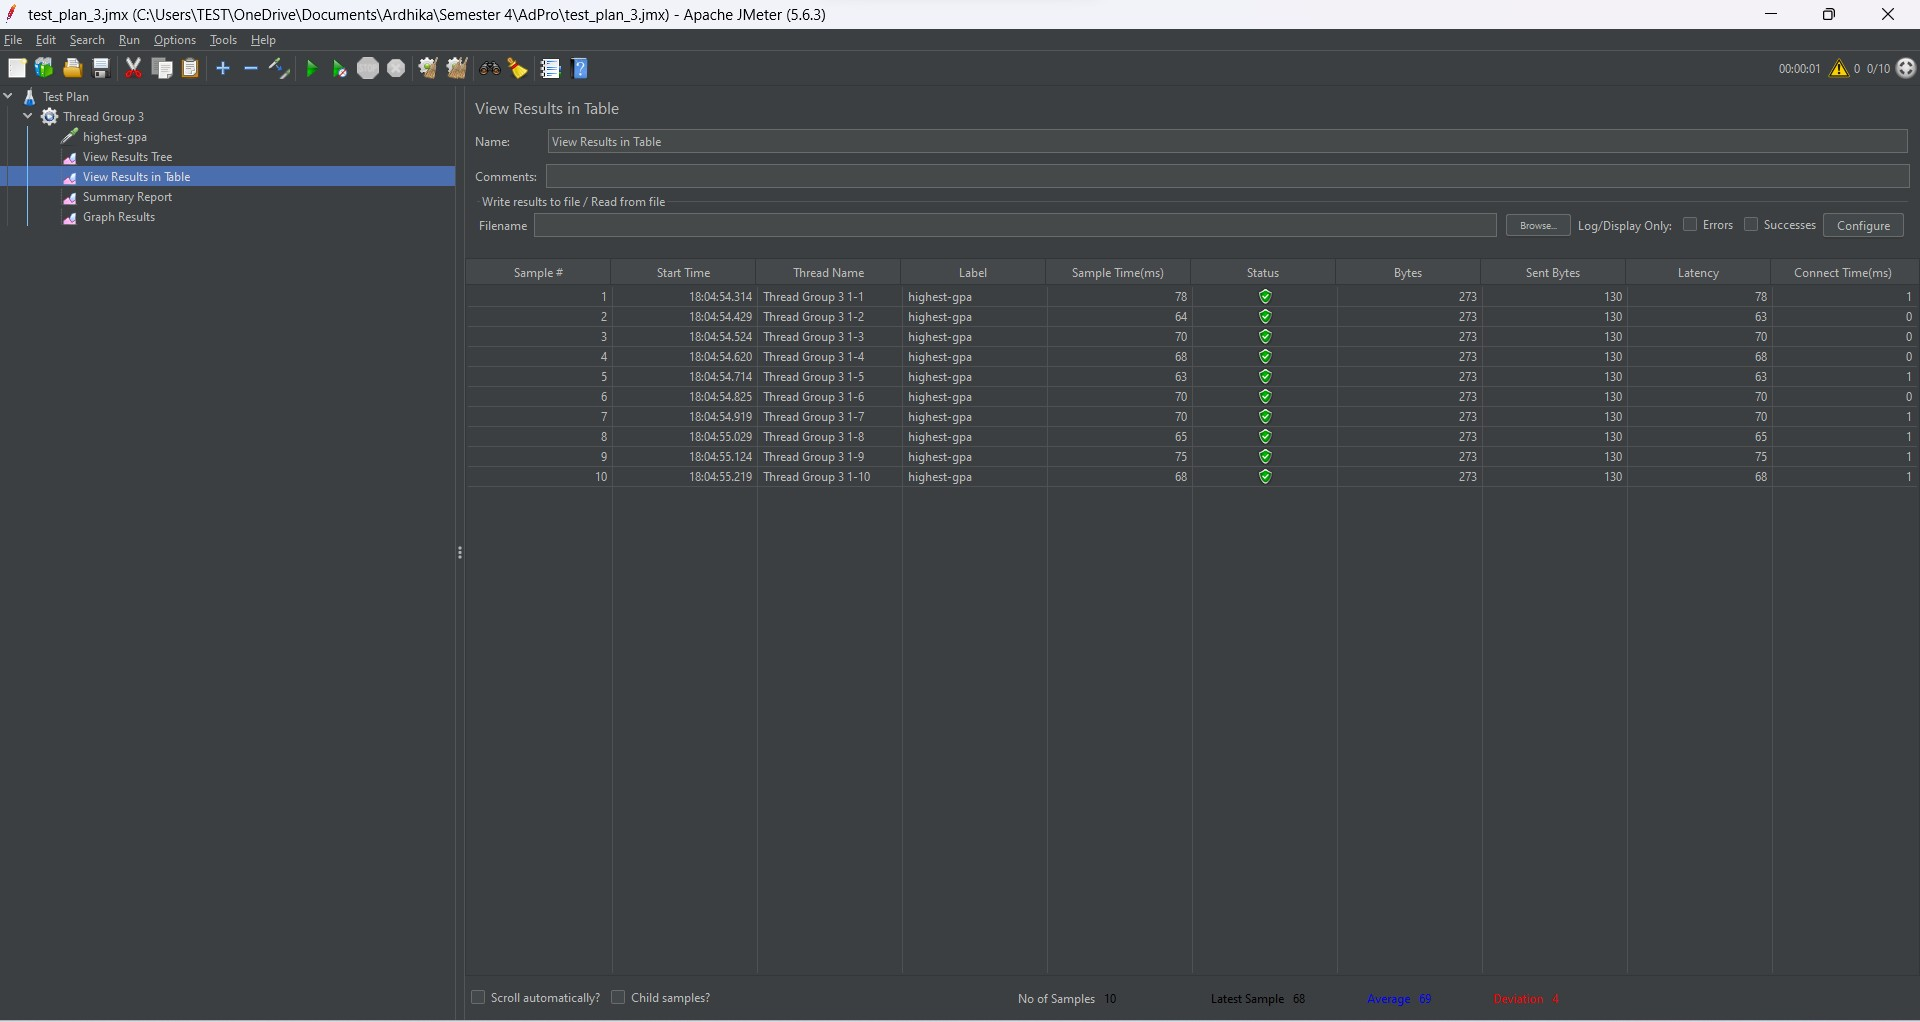 test_plan_3.jmx (C:\Users\TEST\OneDrive\Documents\Ardhika\Semester 4\AdPro\test_plan_3.jmx) - Apache JMeter (5.6.3)
File Edit Search Run Options Tools Help
00:00:01 0 0/10
Test Plan
Thread Group 3
highest-gpa
View Results Tree
View Results in Table
Summary Report
Graph Results
View Results in Table
Name: View Results in Table
Comments:
Write results to file / Read from file
Filename Browse... Log/Display Only: Errors Successes Configure
Sample # Start Time Thread Name Label Sample Time(ms) Status Bytes Sent Bytes Latency Connect Time(ms)
1 18:04:54.314 Thread Group 3 1-1 highest-gpa 78 273 130 78 1
2 18:04:54.429 Thread Group 3 1-2 highest-gpa 64 273 130 63 0
3 18:04:54.524 Thread Group 3 1-3 highest-gpa 70 273 130 70 0
4 18:04:54.620 Thread Group 3 1-4 highest-gpa 68 273 130 68 0
5 18:04:54.714 Thread Group 3 1-5 highest-gpa 63 273 130 63 1
6 18:04:54.825 Thread Group 3 1-6 highest-gpa 70 273 130 70 0
7 18:04:54.919 Thread Group 3 1-7 highest-gpa 70 273 130 70 1
8 18:04:55.029 Thread Group 3 1-8 highest-gpa 65 273 130 65 1
9 18:04:55.124 Thread Group 3 1-9 highest-gpa 75 273 130 75 1
10 18:04:55.219 Thread Group 3 1-10 highest-gpa 68 273 130 68 1
Scroll automatically? Child samples? No of Samples 10 Latest Sample 68 Average 69 Deviation 4